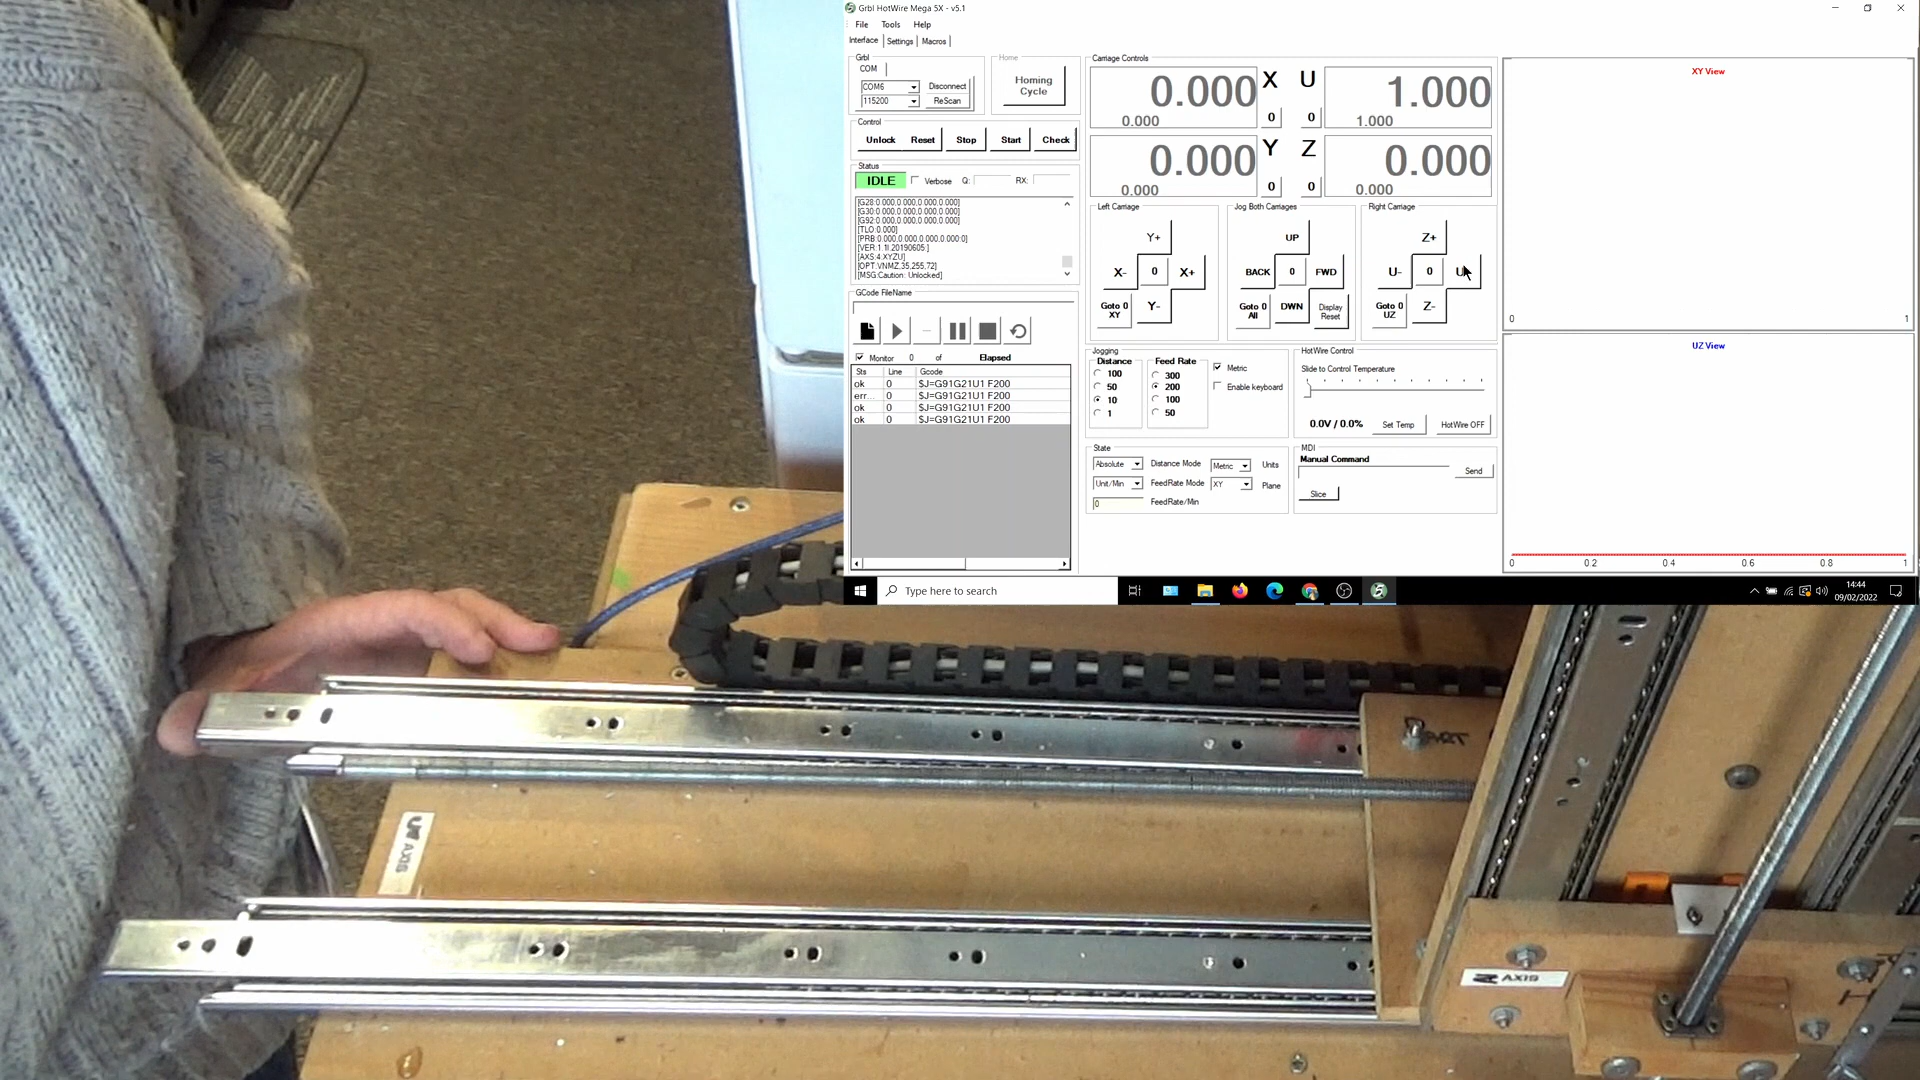 Grbl HotWire Mega 5X - v5.1
File Tools Help
Interface Settings Macros
Grbl
COM
COM6 Disconnect
115200 ReScan
Home
Homing
Cycle
Control
Unlock Reset Stop Start Check
Status
IDLE Verbose Q: RX:
[G28:0.000,0.000,0.000,0.000]
[G30:0.000,0.000,0.000,0.000]
[G92:0.000,0.000,0.000,0.000]
[TLO:0.000]
[PRB:0.000,0.000,0.000,0.000:0]
[VER:1.1l.20190605:]
[AXS:4:XYZU]
[OPT:VNMZ,35,255,72]
[MSG:Caution: Unlocked]
GCode FileName
Monitor 0 of Elapsed
Sts Line Gcode
ok 0 $J=G91G21U1 F200
err... 0 $J=G91G21U1 F200
ok 0 $J=G91G21U1 F200
ok 0 $J=G91G21U1 F200
Carriage Controls
0.000 X U 1.000
0.000 0 0 1.000
0.000 Y Z 0.000
0.000 0 0 0.000
Left Carriage
Y+
X- 0 X+
Goto 0
XY
Y-
Jog Both Carriages
UP
BACK 0 FWD
Goto 0
All
DWN
Display
Reset
Right Carriage
Z+
U- 0 U
Goto 0
UZ
Z-
Jogging
Distance Feed Rate
100 300
50 200
10 100
1 50
Metric
Enable keyboard
HotWire Control
Slide to Control Temperature
0.0V / 0.0% Set Temp HotWire OFF
State
Absolute Distance Mode Metric Units
Unit/Min FeedRate Mode XY Plane
0 FeedRate/Min
MDI
Manual Command
Send
Slice
XY View
0 1
UZ View
0 0.2 0.4 0.6 0.8 1
Type here to search
14:44
09/02/2022
U AXIS
Z AXIS